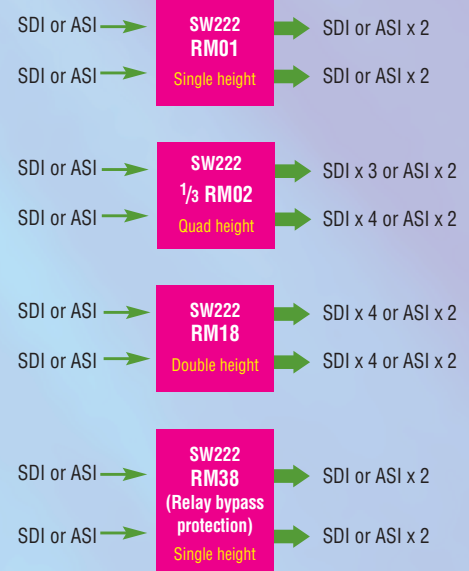 SDI or ASI
SW222
RM01
Single height
SDI or ASI x 2
SDI or ASI
SDI or ASI x 2
SDI or ASI
SW222
1/3 RM02
Quad height
SDI x 3 or ASI x 2
SDI or ASI
SDI x 4 or ASI x 2
SDI or ASI
SW222
RM18
Double height
SDI x 4 or ASI x 2
SDI or ASI
SDI x 4 or ASI x 2
SDI or ASI
SW222
RM38
(Relay bypass
protection)
Single height
SDI or ASI x 2
SDI or ASI
SDI or ASI x 2